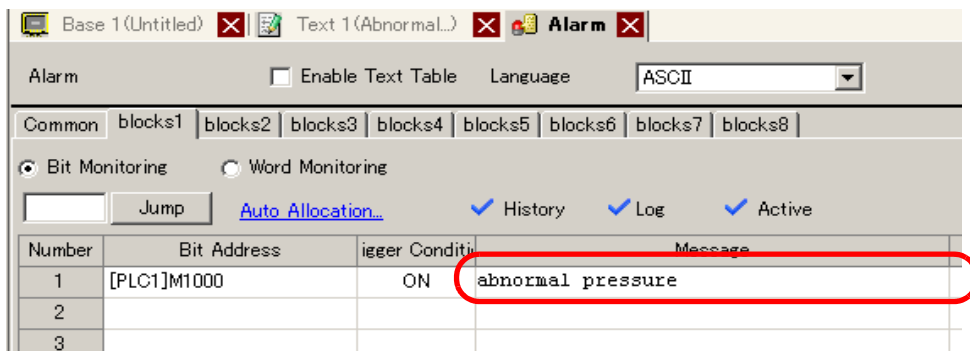 Base 1(Untitled) Text 1(Abnormal...) Alarm
Alarm Enable Text Table Language ASCII
Common blocks1 blocks2 blocks3 blocks4 blocks5 blocks6 blocks7 blocks8
Bit Monitoring Word Monitoring
Jump Auto Allocation... History Log Active
Number Bit Address igger Conditi Message
1 [PLC1]M1000 ON abnormal pressure
2
3